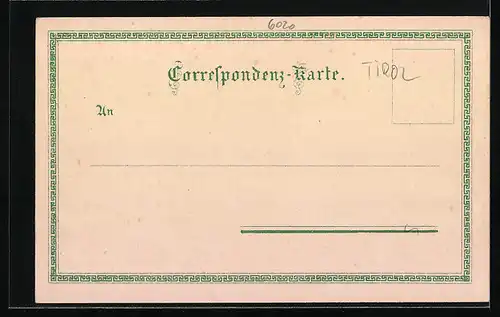 6020
Correspondenz-Karte.
TIROL
An